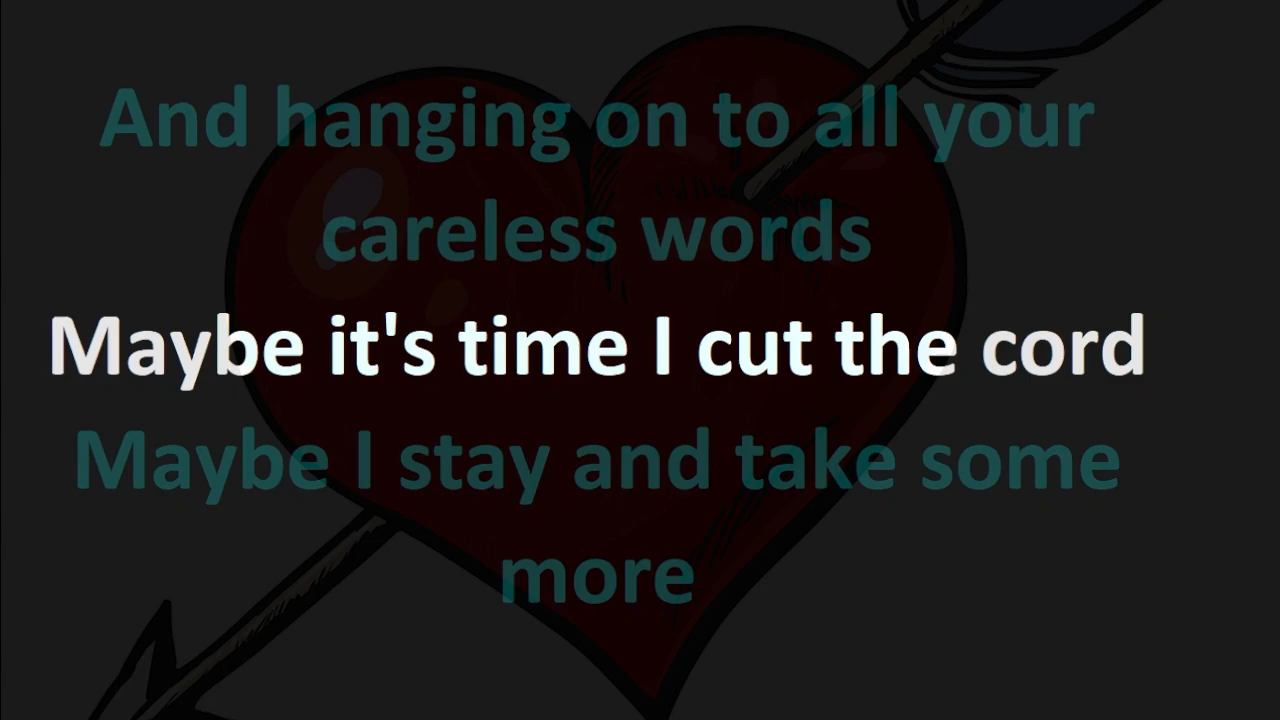 And hanging on to all your
careless words
Maybe it's time I cut the cord
Maybe I stay and take some
more